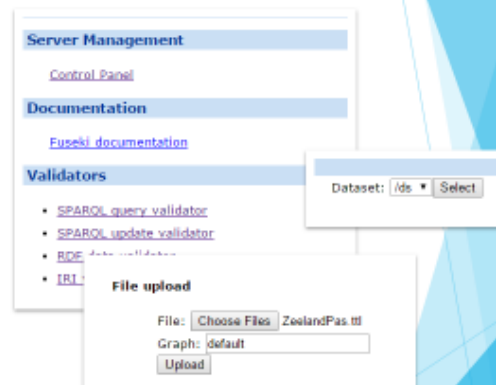 Server Management
Control Panel
Documentation
Fuseki documentation
Validators
SPARQL query validator
SPARQL update validator
RDF data validator
IRI
Dataset: /ds Select
File upload
File: Choose Files ZeelandPas.ttl
Graph: default
Upload